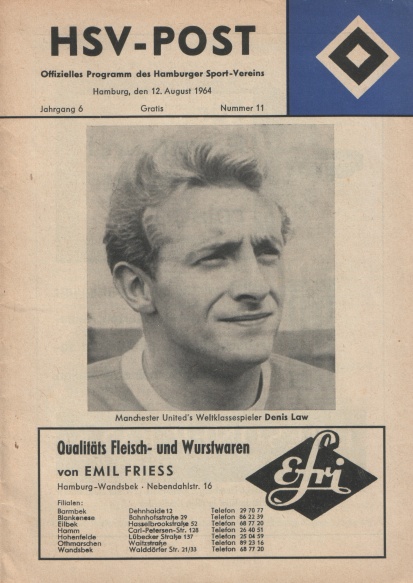 HSV-POST
Offizielles Programm des Hamburger Sport-Vereins
Hamburg, den 12. August 1964
Jahrgang 6 Gratis Nummer 11
Manchester United's Weltklassespieler Denis Law
Qualitäts Fleisch- und Wurstwaren
von EMIL FRIESS
Hamburg-Wandsbek · Nebendahlstr. 16
Efri
Filialen:
Barmbek Dehnhaide 12 Telefon 29 70 77
Blankenese Bahnhofstraße 29 Telefon 86 22 39
Eilbek Hasselbrookstraße 52 Telefon 68 77 20
Hamm Carl-Petersen-Str. 128 Telefon 26 40 51
Hohenfelde Lübecker Straße 137 Telefon 25 04 59
Othmarschen Waitzstraße Telefon 89 23 16
Wandsbek Walddörfer Str. 21/33 Telefon 68 77 20